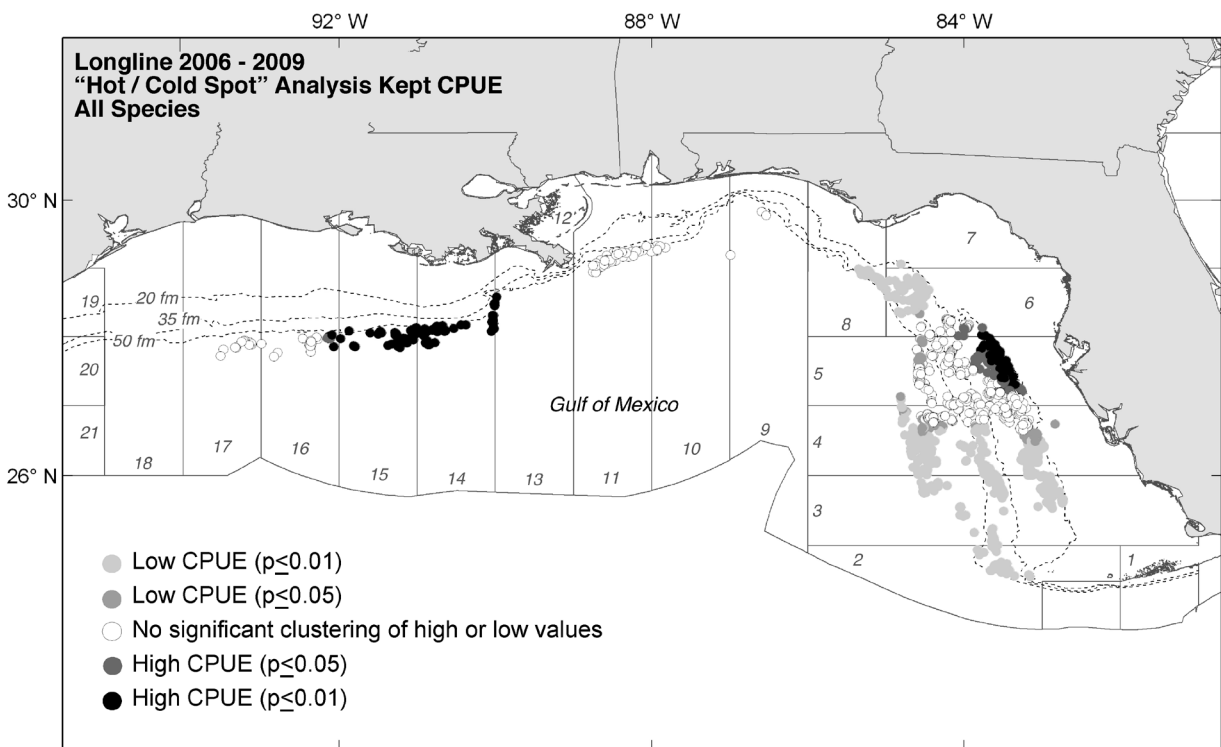 92° W 88° W 84° W
Longline 2006 - 2009
“Hot / Cold Spot” Analysis Kept CPUE
All Species
30° N
12
7
19 20 fm
6
35 fm
8
50 fm
20
5
Gulf of Mexico
21
9
4
17 16 10
18 15 14 13 11
26° N
3
2 1
Low CPUE (p≤0.01)
Low CPUE (p≤0.05)
No significant clustering of high or low values
High CPUE (p≤0.05)
High CPUE (p≤0.01)